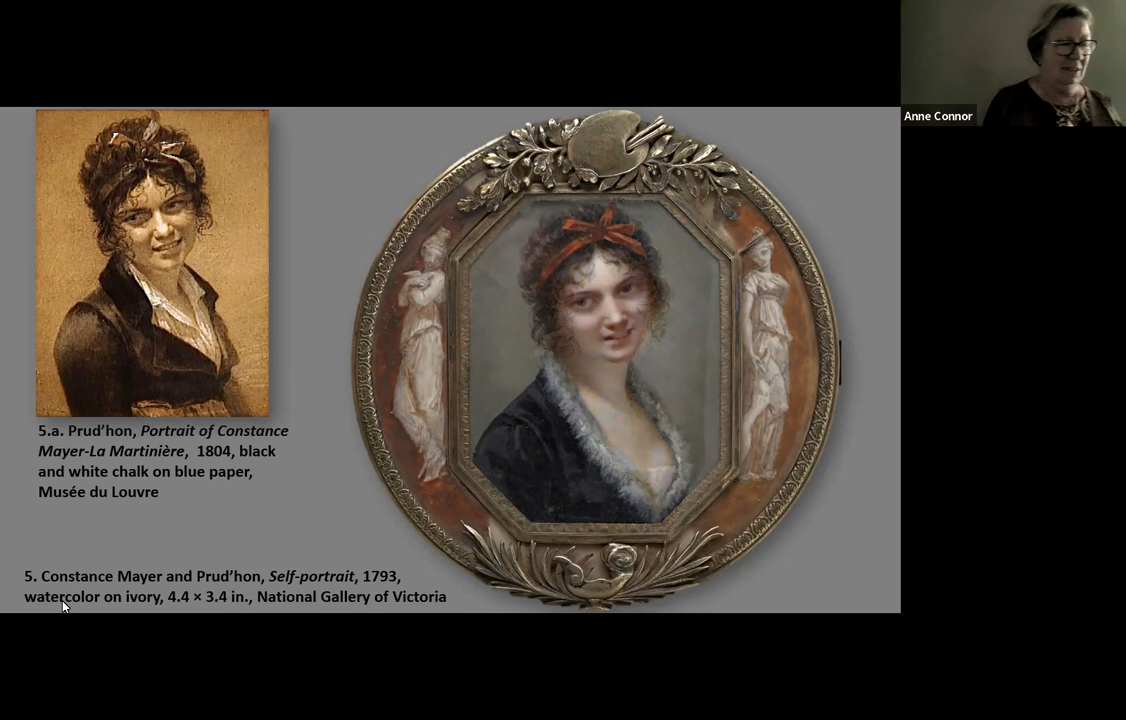 Anne Connor
5.a. Prud’hon, Portrait of Constance
Mayer-La Martinière, 1804, black
and white chalk on blue paper,
Musée du Louvre
5. Constance Mayer and Prud’hon, Self-portrait, 1793,
watercolor on ivory, 4.4 × 3.4 in., National Gallery of Victoria